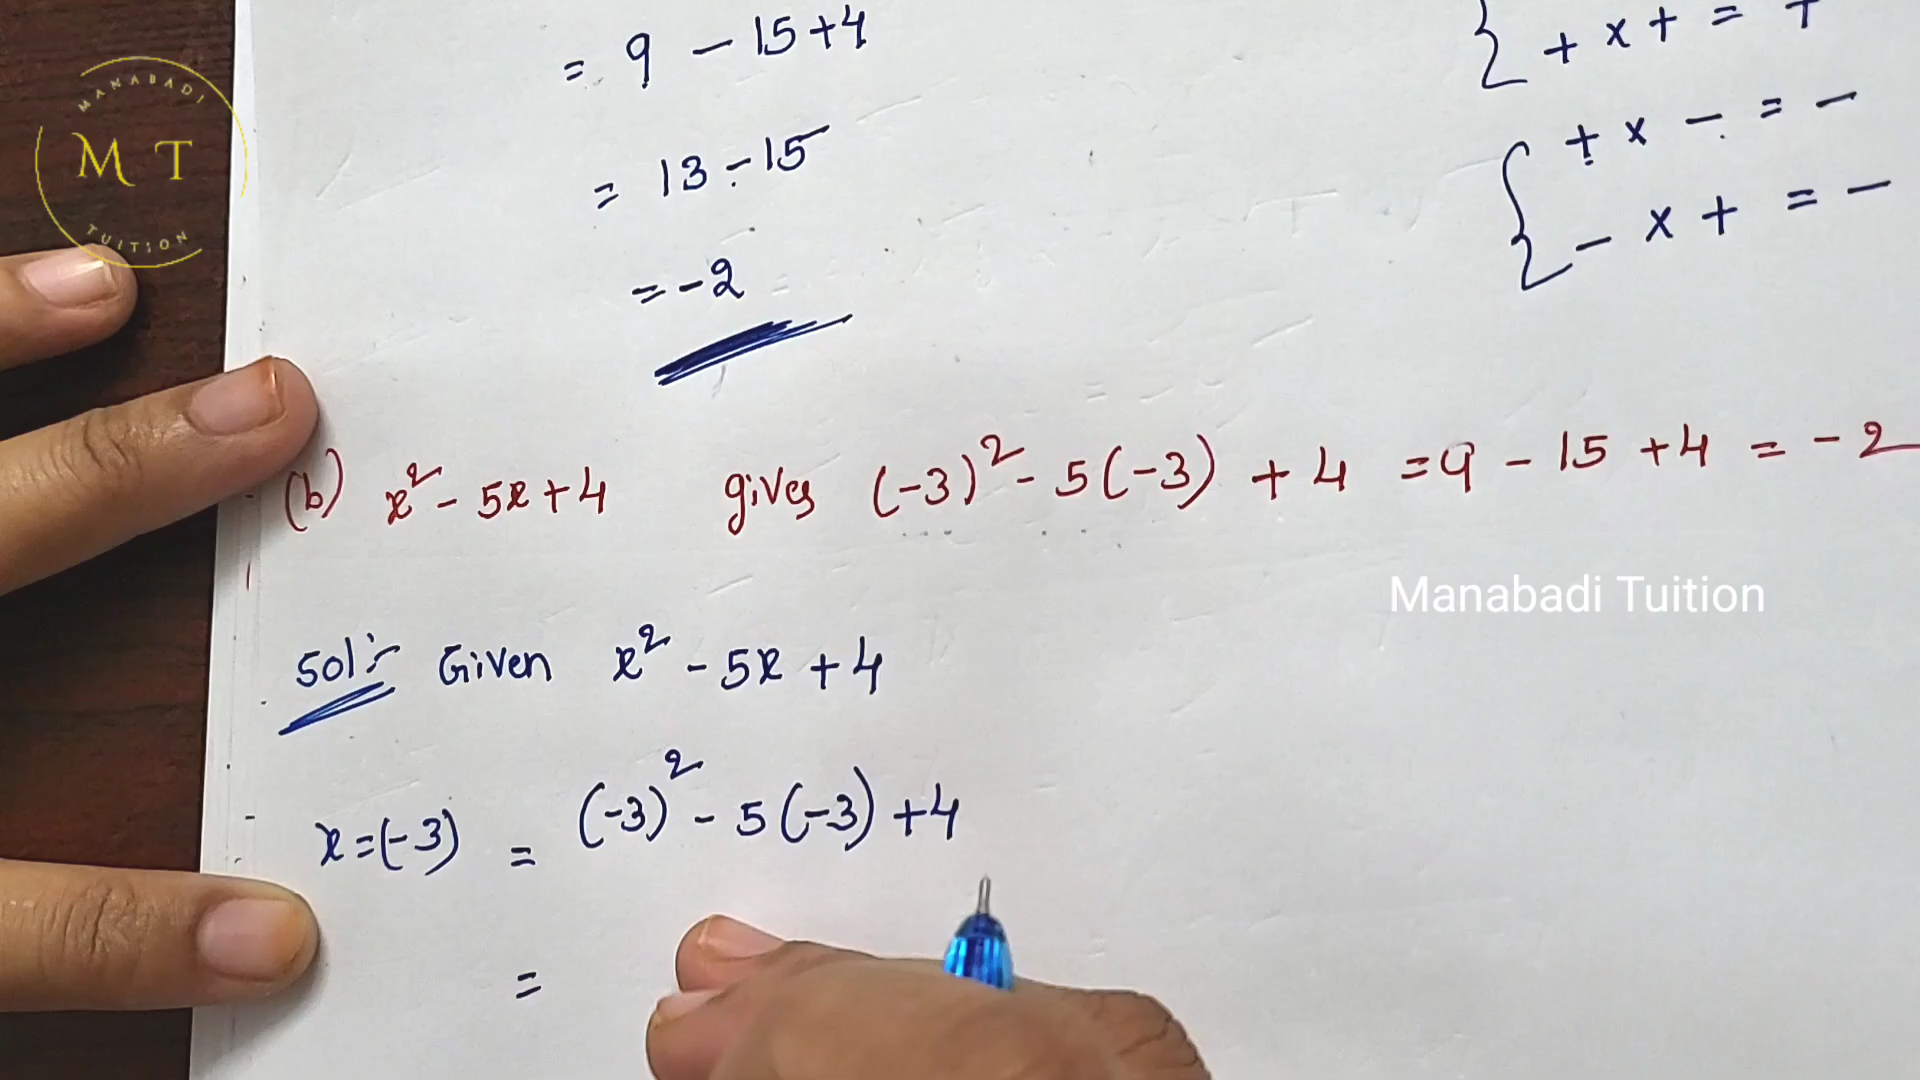 = 9 - 15 + 4
+ x + = +
MANABADI
MT
TUITION
= 13 - 15
+ x - = -
- x + = -
= -2
(b) x² - 5x + 4 gives (-3)² - 5(-3) + 4 = 9 - 15 + 4 = -2
Manabadi Tuition
Sol:- Given x² - 5x + 4
x = (-3) = (-3)² - 5(-3) + 4
=